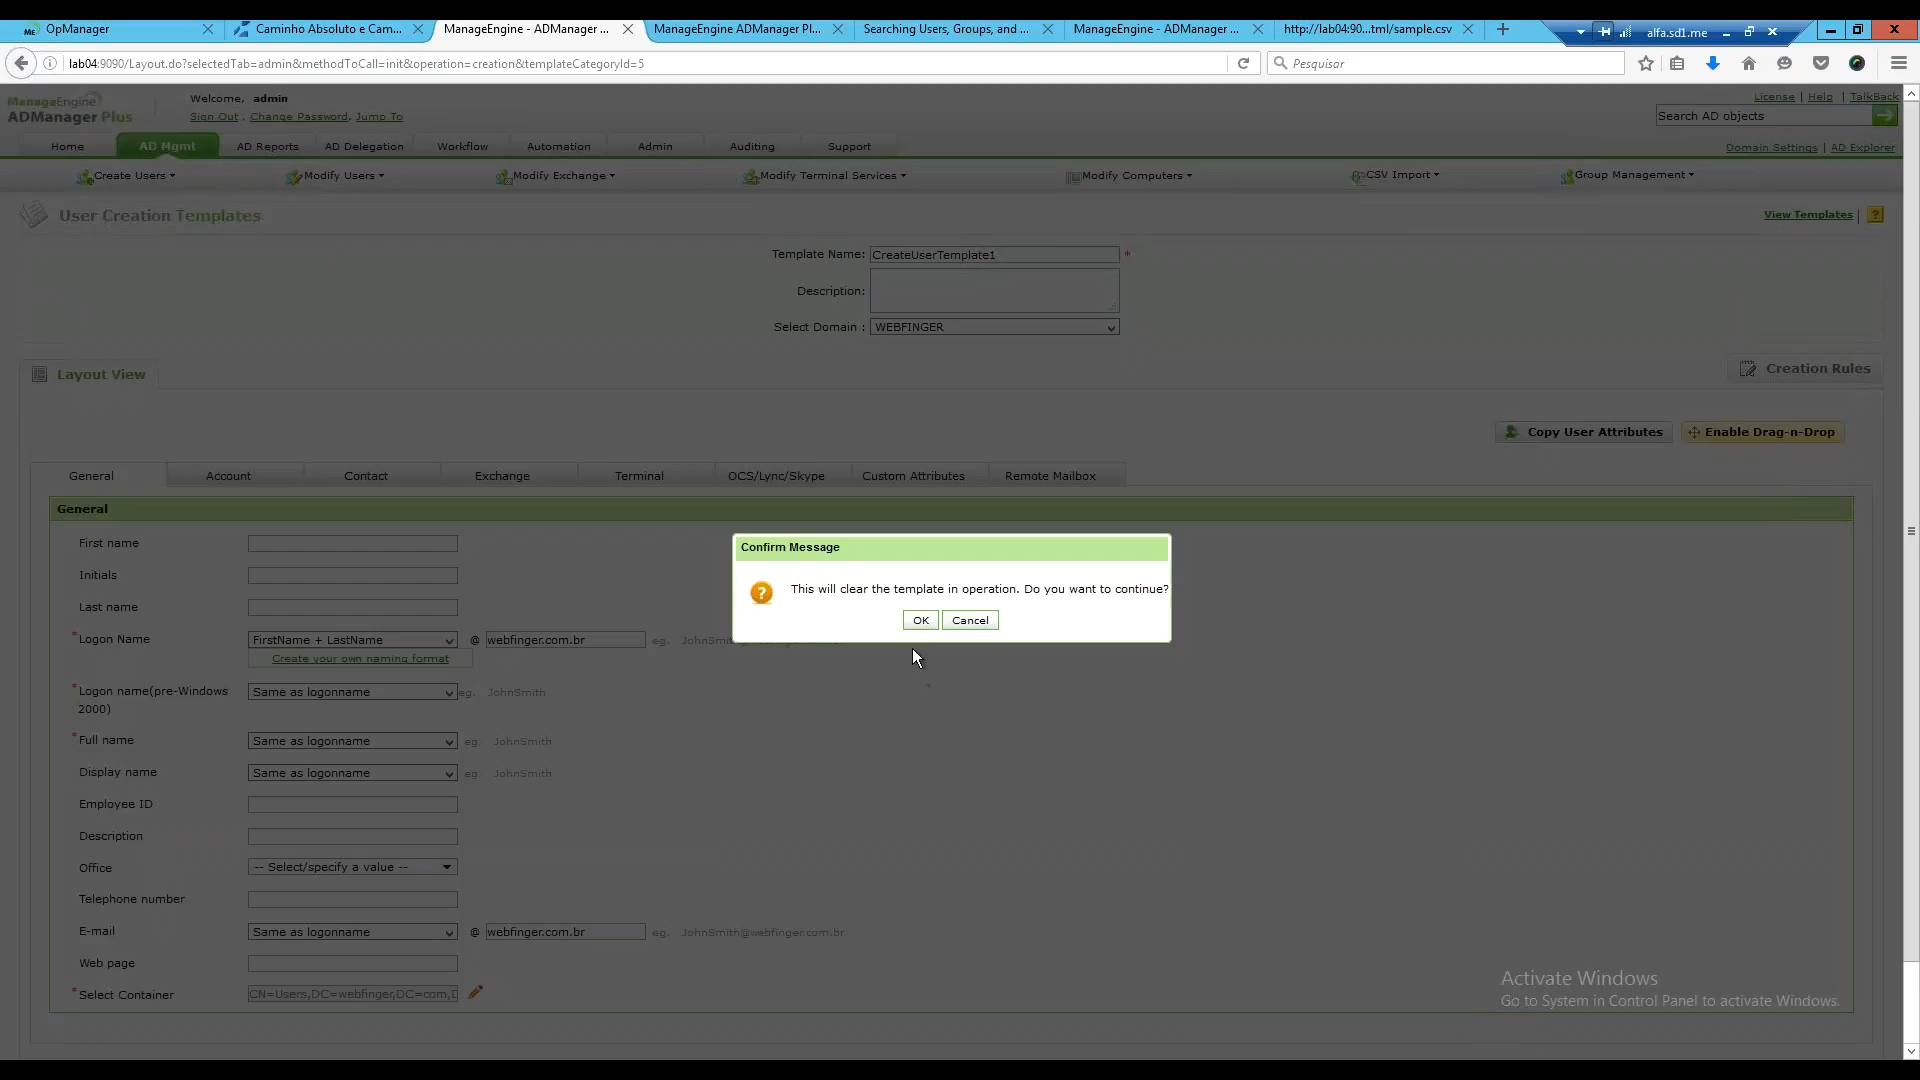 OpManager
Caminho Absoluto e Cam...
ManageEngine - ADManager ...
ManageEngine ADManager Pl...
Searching Users, Groups, and ...
ManageEngine - ADManager ...
http://lab04:90...tml/sample.csv
alfa.sd1.me
lab04:9090/Layout.do?selectedTab=admin&methodToCall=init&operation=creation&templateCategoryId=5
Pesquisar
ManageEngine
ADManager Plus
Welcome, admin
Sign Out . Change Password, Jump To
License | Help | TalkBack
Search AD objects
Home AD Mgmt AD Reports AD Delegation Workflow Automation Admin Auditing Support
Domain Settings | AD Explorer
Create Users Modify Users Modify Exchange Modify Terminal Services Modify Computers CSV Import Group Management
User Creation Templates
View Templates | ?
Template Name: CreateUserTemplate1 *
Description:
Select Domain : WEBFINGER
Layout View
Creation Rules
Copy User Attributes Enable Drag-n-Drop
General Account Contact Exchange Terminal OCS/Lync/Skype Custom Attributes Remote Mailbox
General
First name
Initials
Last name
* Logon Name FirstName + LastName @ webfinger.com.br eg. JohnSmi
Create your own naming format
* Logon name(pre-Windows 2000) Same as logonname eg. JohnSmith
* Full name Same as logonname eg. JohnSmith
Display name Same as logonname eg. JohnSmith
Employee ID
Description
Office -- Select/specify a value --
Telephone number
E-mail Same as logonname @ webfinger.com.br eg. JohnSmith@webfinger.com.br
Web page
* Select Container CN=Users,DC=webfinger,DC=com,D
Confirm Message
? This will clear the template in operation. Do you want to continue?
OK Cancel
Activate Windows
Go to System in Control Panel to activate Windows.